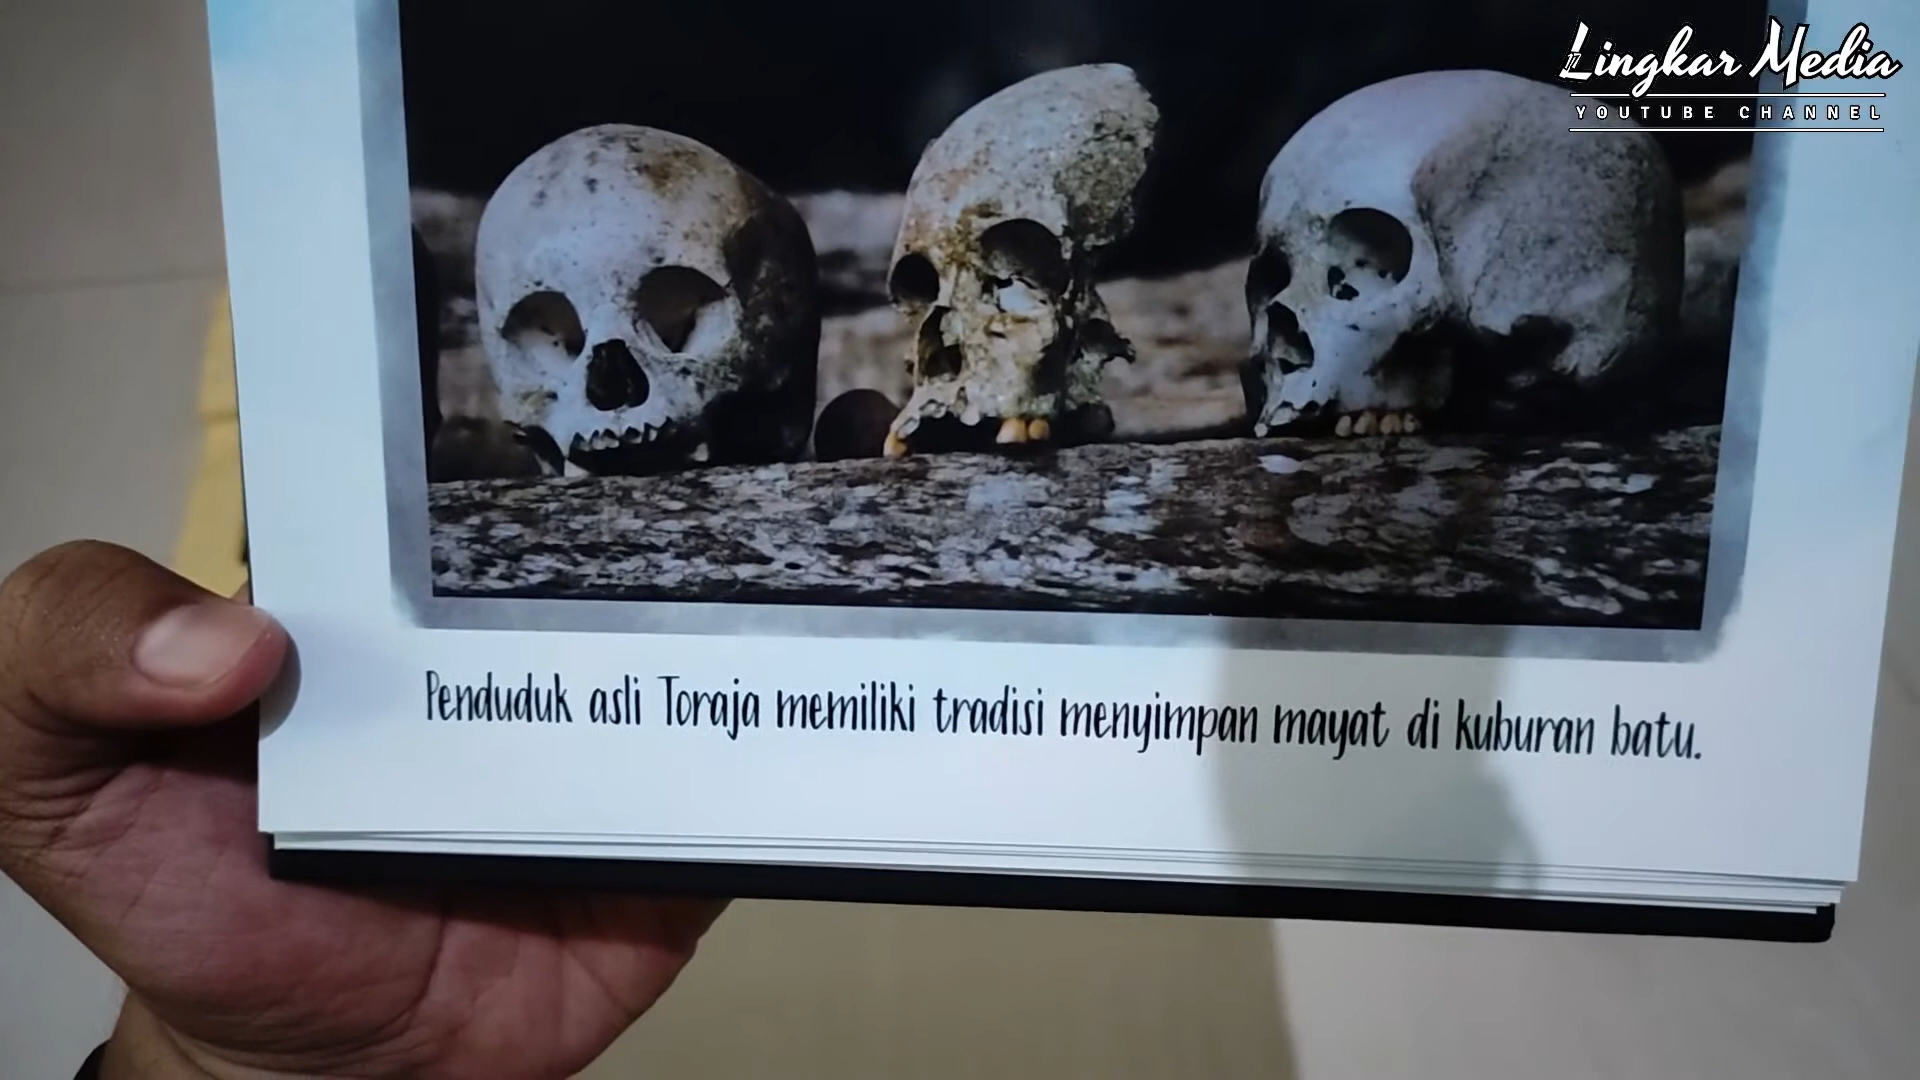 Lingkar Media
YOUTUBE CHANNEL
Penduduk asli Toraja memiliki tradisi menyimpan mayat di kuburan batu.